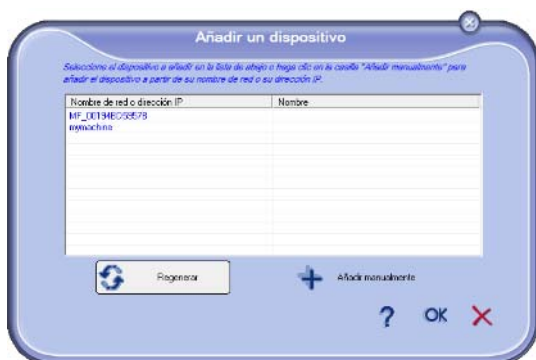 Añadir un dispositivo
Seleccione el dispositivo a añadir en la lista de abajo o haga clic en la casilla "Añadir manualmente" para
añadir el dispositivo a partir de su nombre de red o su dirección IP.
Nombre de red o dirección IP Nombre
MF_00194BD59578
mymachine
Regenerar Añadir manualmente
? OK